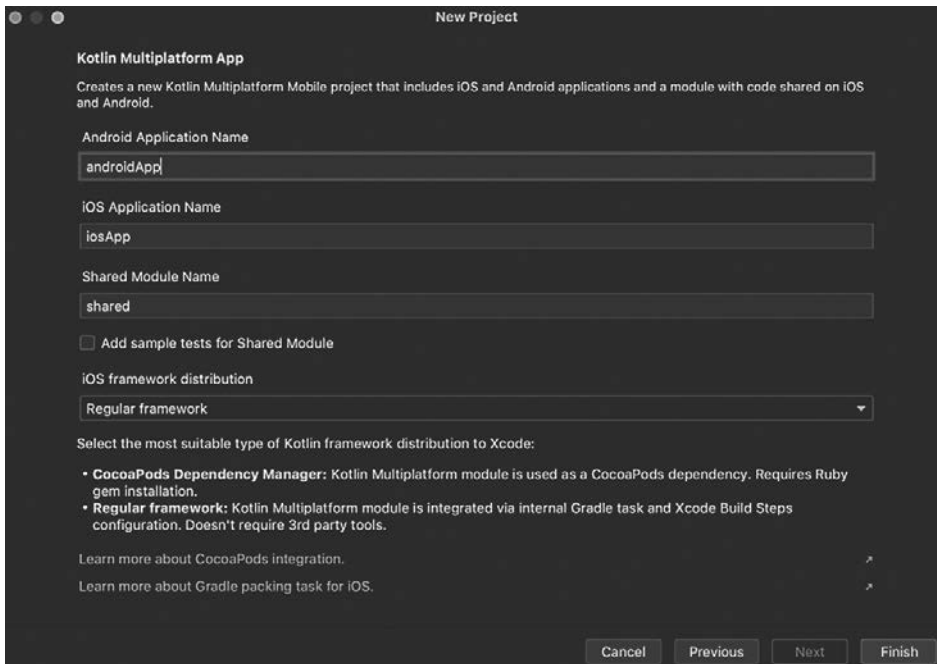 New Project
Kotlin Multiplatform App
Creates a new Kotlin Multiplatform Mobile project that includes iOS and Android applications and a module with code shared on iOS
and Android.
Android Application Name
androidApp
iOS Application Name
iosApp
Shared Module Name
shared
Add sample tests for Shared Module
iOS framework distribution
Regular framework
Select the most suitable type of Kotlin framework distribution to Xcode:
• CocoaPods Dependency Manager: Kotlin Multiplatform module is used as a CocoaPods dependency. Requires Ruby
gem installation.
• Regular framework: Kotlin Multiplatform module is integrated via internal Gradle task and Xcode Build Steps
configuration. Doesn't require 3rd party tools.
Learn more about CocoaPods integration.
Learn more about Gradle packing task for iOS.
Cancel Previous Next Finish